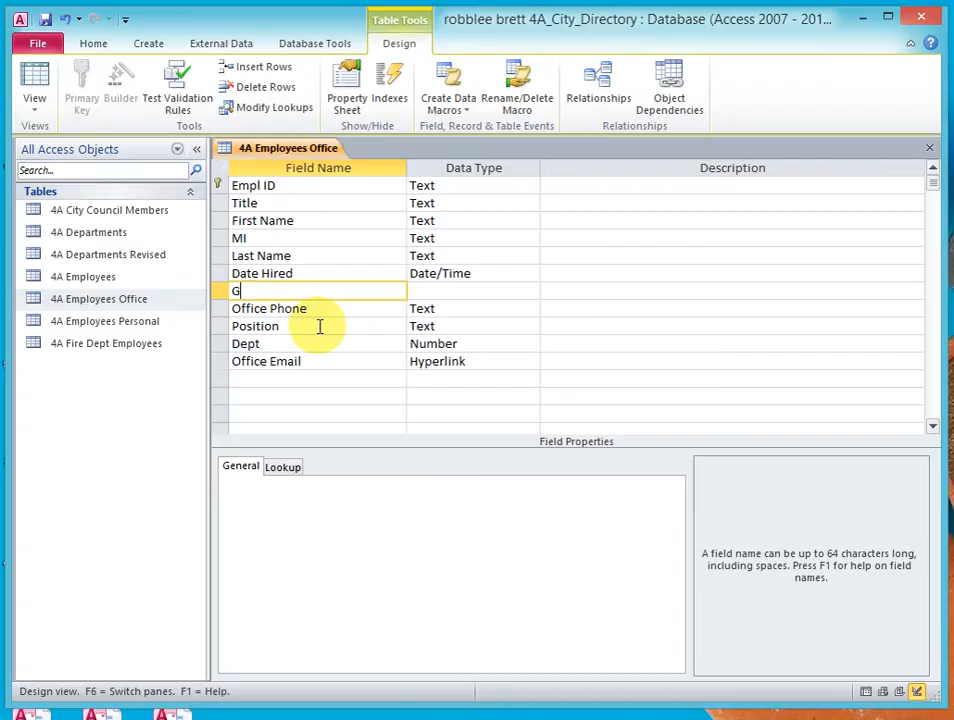 Table Tools
robblee brett 4A_City_Directory : Database (Access 2007 - 201...
File Home Create External Data Database Tools Design
View
Primary Key
Builder
Test Validation Rules
Insert Rows
Delete Rows
Modify Lookups
Property Sheet
Indexes
Create Data Macros
Rename/Delete Macro
Relationships
Object Dependencies
Views
Tools
Show/Hide
Field, Record & Table Events
Relationships
All Access Objects
Search...
Tables
4A City Council Members
4A Departments
4A Departments Revised
4A Employees
4A Employees Office
4A Employees Personal
4A Fire Dept Employees
4A Employees Office
Field Name Data Type Description
Empl ID Text
Title Text
First Name Text
MI Text
Last Name Text
Date Hired Date/Time
G
Office Phone Text
Position Text
Dept Number
Office Email Hyperlink
Field Properties
General Lookup
A field name can be up to 64 characters long,
including spaces. Press F1 for help on field
names.
Design view. F6 = Switch panes. F1 = Help.